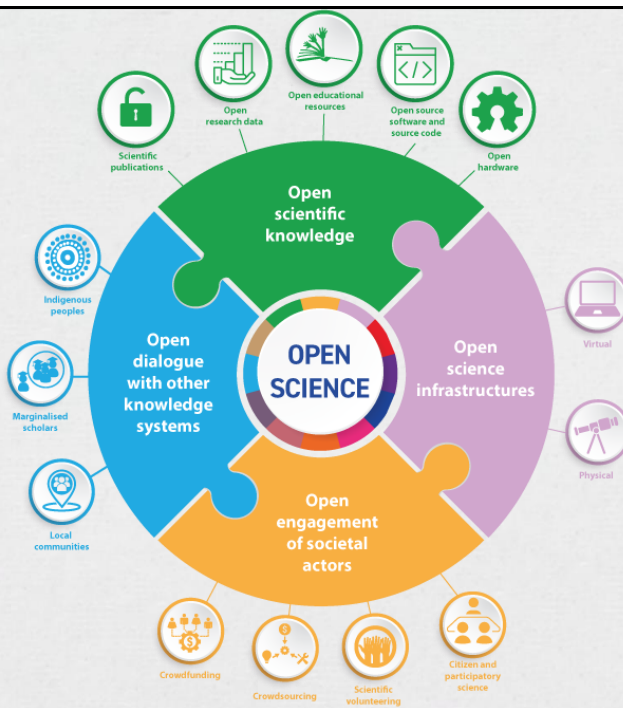 Open educational
resources
Open
research data
Open source
software and
source code
Scientific
publications
Open
hardware
Open
scientific
knowledge
Indigenous
peoples
Open
dialogue
with other
knowledge
systems
OPEN
SCIENCE
Open
science
infrastructures
Virtual
Marginalised
scholars
Physical
Local
communities
Open
engagement
of societal
actors
Crowdfunding
Crowdsourcing
Scientific
volunteering
Citizen and
participatory
science